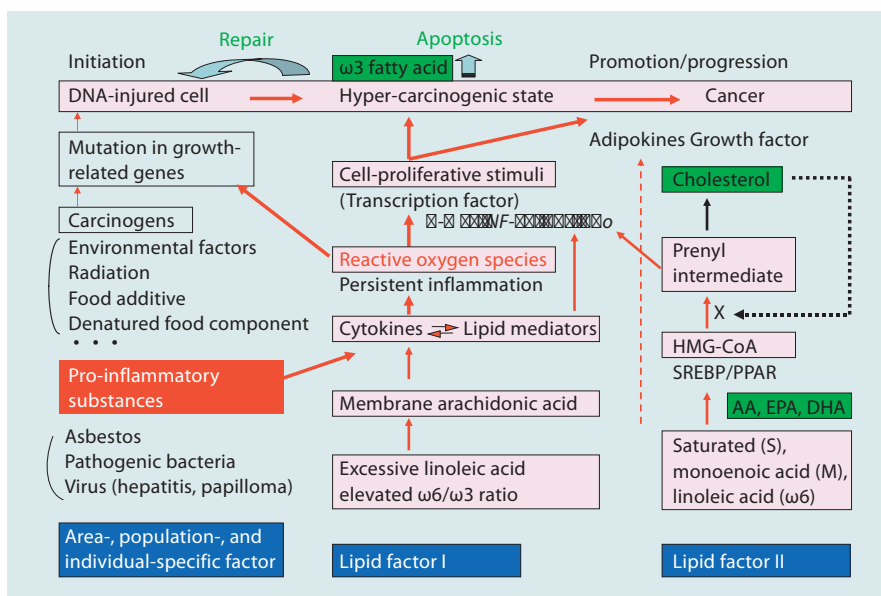 Repair
Apoptosis
Initiation
ω3 fatty acid
Promotion/progression
DNA-injured cell
Hyper-carcinogenic state
Cancer
Mutation in growth-
related genes
Adipokines Growth factor
Cell-proliferative stimuli
(Transcription factor)
Cholesterol
Carcinogens
Environmental factors
Radiation
Food additive
Denatured food component
• • •
Reactive oxygen species
Persistent inflammation
Prenyl
intermediate
X
Cytokines
Lipid mediators
HMG-CoA
SREBP/PPAR
Pro-inflammatory
substances
Membrane arachidonic acid
AA, EPA, DHA
Asbestos
Pathogenic bacteria
Virus (hepatitis, papilloma)
Excessive linoleic acid
elevated ω6/ω3 ratio
Saturated (S),
monoenoic acid (M),
linoleic acid (ω6)
Area-, population-, and
individual-specific factor
Lipid factor I
Lipid factor II